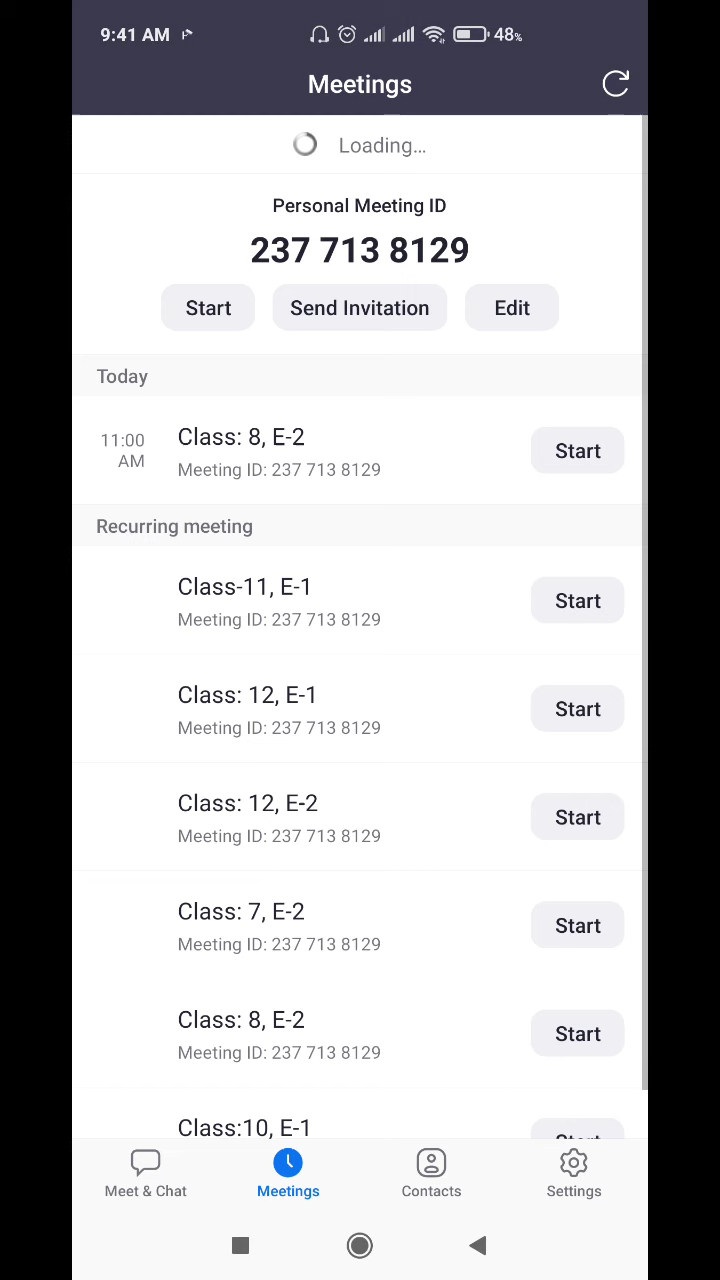 9:41 AM
48%
Meetings
Loading...
Personal Meeting ID
237 713 8129
Start Send Invitation Edit
Today
11:00 AM
Class: 8, E-2
Meeting ID: 237 713 8129
Start
Recurring meeting
Class-11, E-1
Meeting ID: 237 713 8129
Start
Class: 12, E-1
Meeting ID: 237 713 8129
Start
Class: 12, E-2
Meeting ID: 237 713 8129
Start
Class: 7, E-2
Meeting ID: 237 713 8129
Start
Class: 8, E-2
Meeting ID: 237 713 8129
Start
Class:10, E-1
Meet & Chat Meetings Contacts Settings